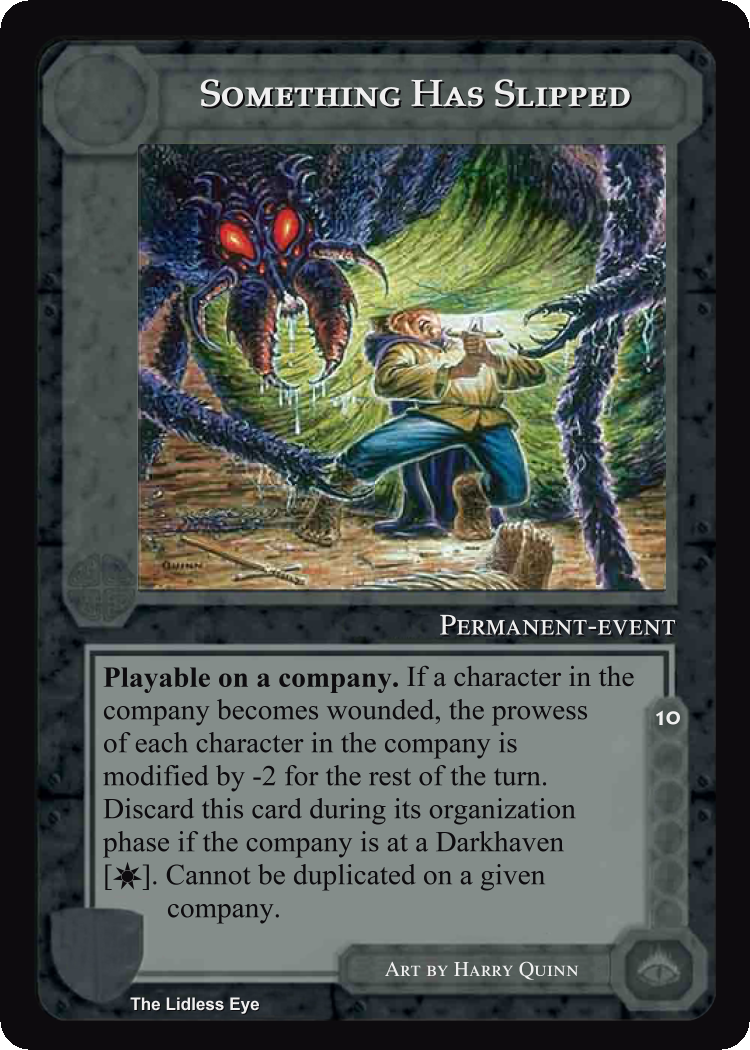 Something Has Slipped
Quinn
Permanent-event
Playable on a company. If a character in the
company becomes wounded, the prowess
of each character in the company is
modified by -2 for the rest of the turn.
Discard this card during its organization
phase if the company is at a Darkhaven
[✷]. Cannot be duplicated on a given
company.
10
Art by Harry Quinn
The Lidless Eye